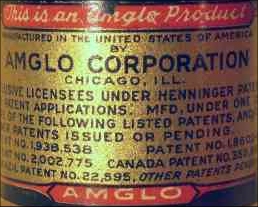 This is an Amglo Product
MANUFACTURED IN THE UNITED STATES OF AMERICA
BY
AMGLO CORPORATION
CHICAGO, ILL.
LICENSEES UNDER HENNINGER
PATENT APPLICATIONS. MFD. UNDER ONE
OF THE FOLLOWING LISTED PATENTS, AND
PATENTS ISSUED OR PENDING.
NO. 1,938,538 PATENT NO. 1,860
NO. 2,002,775 CANADA PATENT NO.
NO. 22,595, OTHER PATENTS
AMGLO